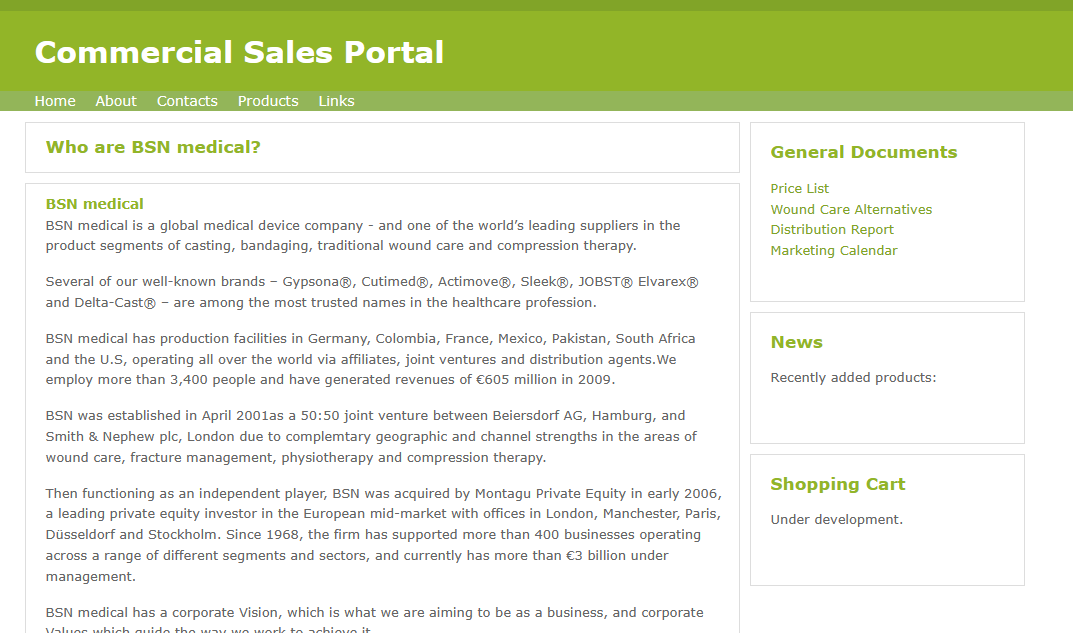 Commercial Sales Portal
Home About Contacts Products Links
Who are BSN medical?
BSN medical
BSN medical is a global medical device company - and one of the world’s leading suppliers in the
product segments of casting, bandaging, traditional wound care and compression therapy.
Several of our well-known brands – Gypsona®, Cutimed®, Actimove®, Sleek®, JOBST® Elvarex®
and Delta-Cast® – are among the most trusted names in the healthcare profession.
BSN medical has production facilities in Germany, Colombia, France, Mexico, Pakistan, South Africa
and the U.S, operating all over the world via affiliates, joint ventures and distribution agents.We
employ more than 3,400 people and have generated revenues of €605 million in 2009.
BSN was established in April 2001as a 50:50 joint venture between Beiersdorf AG, Hamburg, and
Smith & Nephew plc, London due to complemtary geographic and channel strengths in the areas of
wound care, fracture management, physiotherapy and compression therapy.
Then functioning as an independent player, BSN was acquired by Montagu Private Equity in early 2006,
a leading private equity investor in the European mid-market with offices in London, Manchester, Paris,
Düsseldorf and Stockholm. Since 1968, the firm has supported more than 400 businesses operating
across a range of different segments and sectors, and currently has more than €3 billion under
management.
BSN medical has a corporate Vision, which is what we are aiming to be as a business, and corporate
Values which guide the way we work to achieve it.
General Documents
Price List
Wound Care Alternatives
Distribution Report
Marketing Calendar
News
Recently added products:
Shopping Cart
Under development.